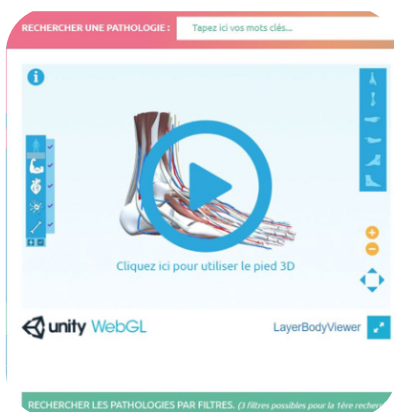 RECHERCHER UNE PATHOLOGIE : Tapez ici vos mots clés...
Cliquez ici pour utiliser le pied 3D
unity WebGL LayerBodyViewer
RECHERCHER LES PATHOLOGIES PAR FILTRES. (3 filtres possibles pour la 1ère